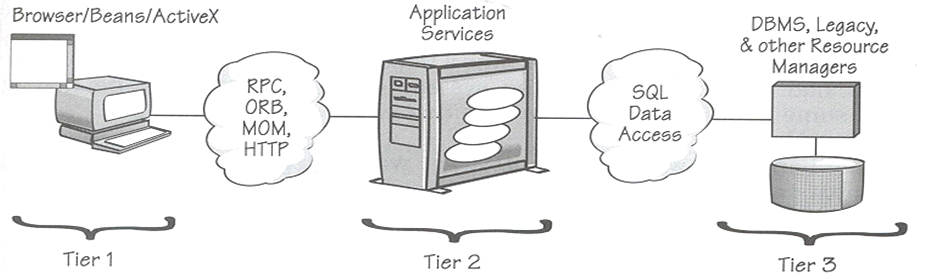 Browser/Beans/ActiveX
RPC,
ORB,
MOM,
HTTP
Application
Services
SQL
Data
Access
DBMS, Legacy,
& other Resource
Managers
Tier 1
Tier 2
Tier 3